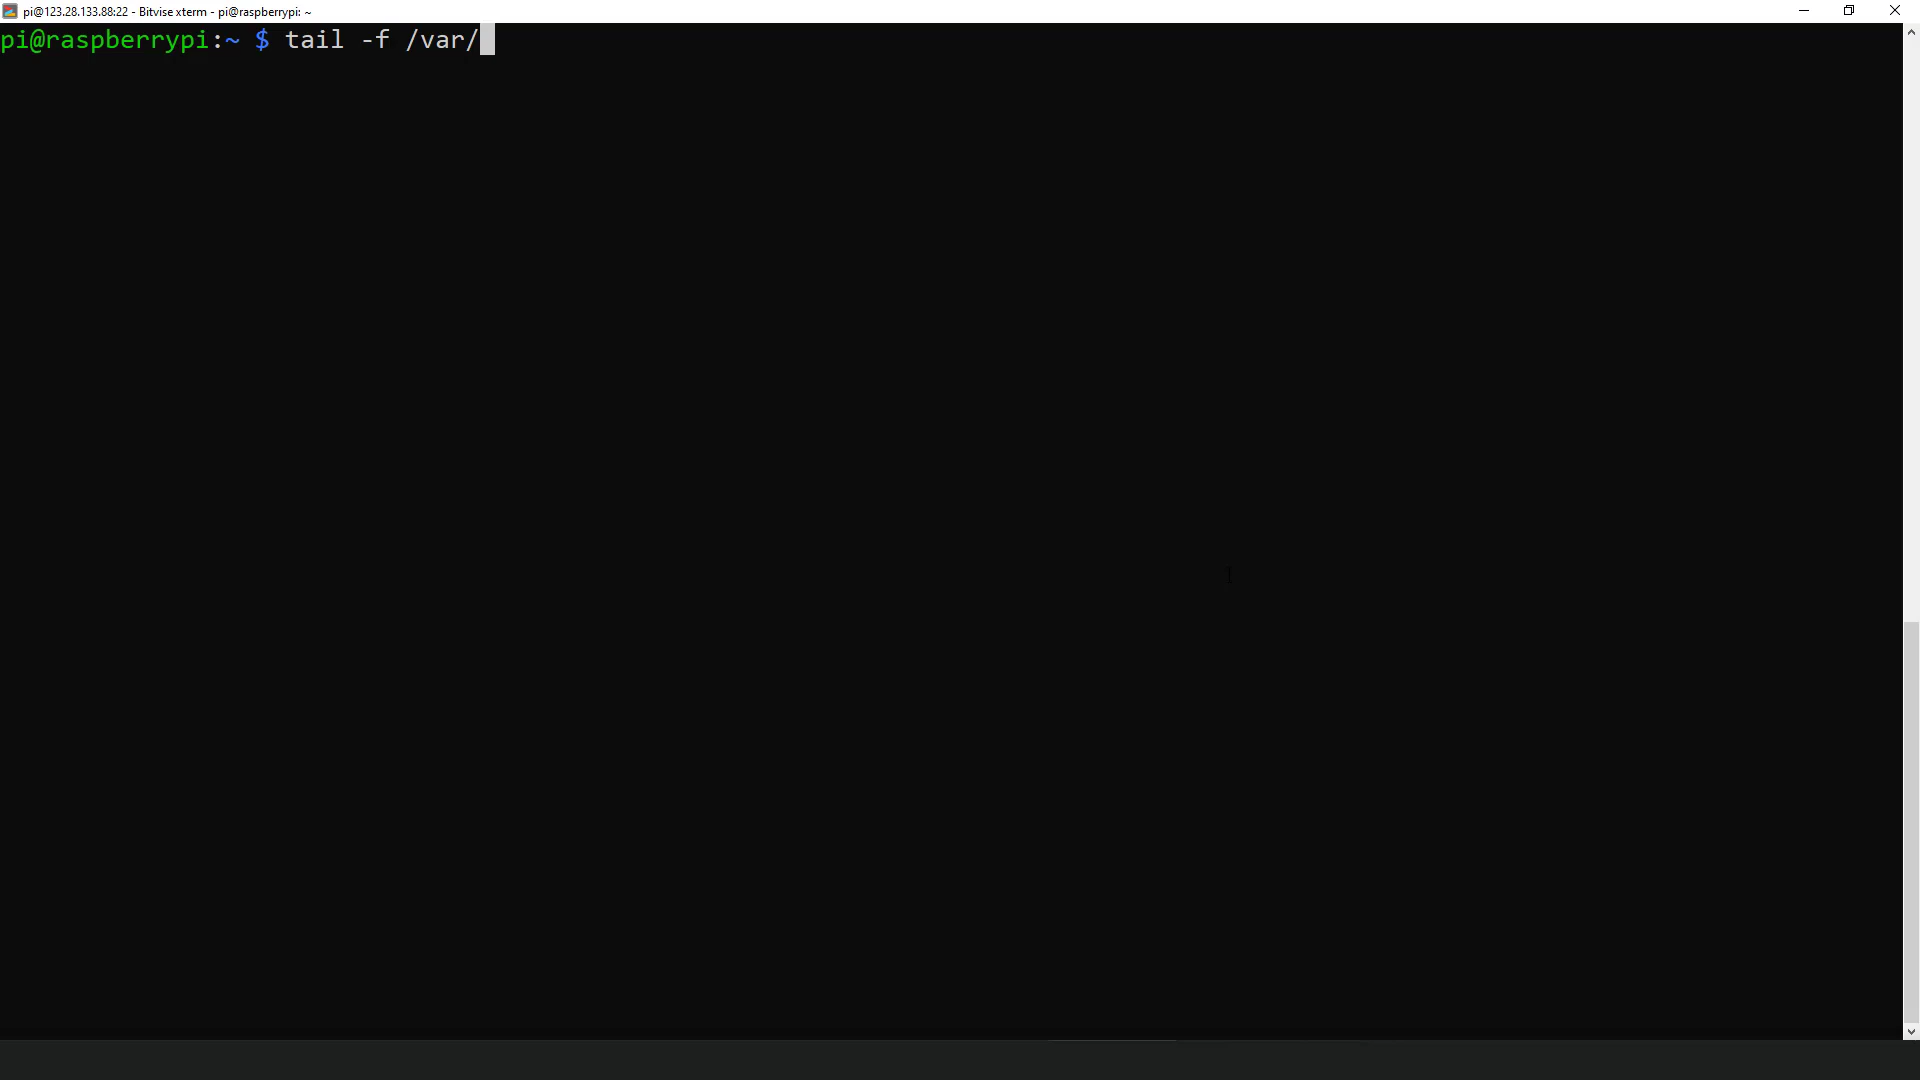 pi@123.28.133.88:22 - Bitvise xterm - pi@raspberrypi: ~
pi@raspberrypi:~ $ tail -f /var/